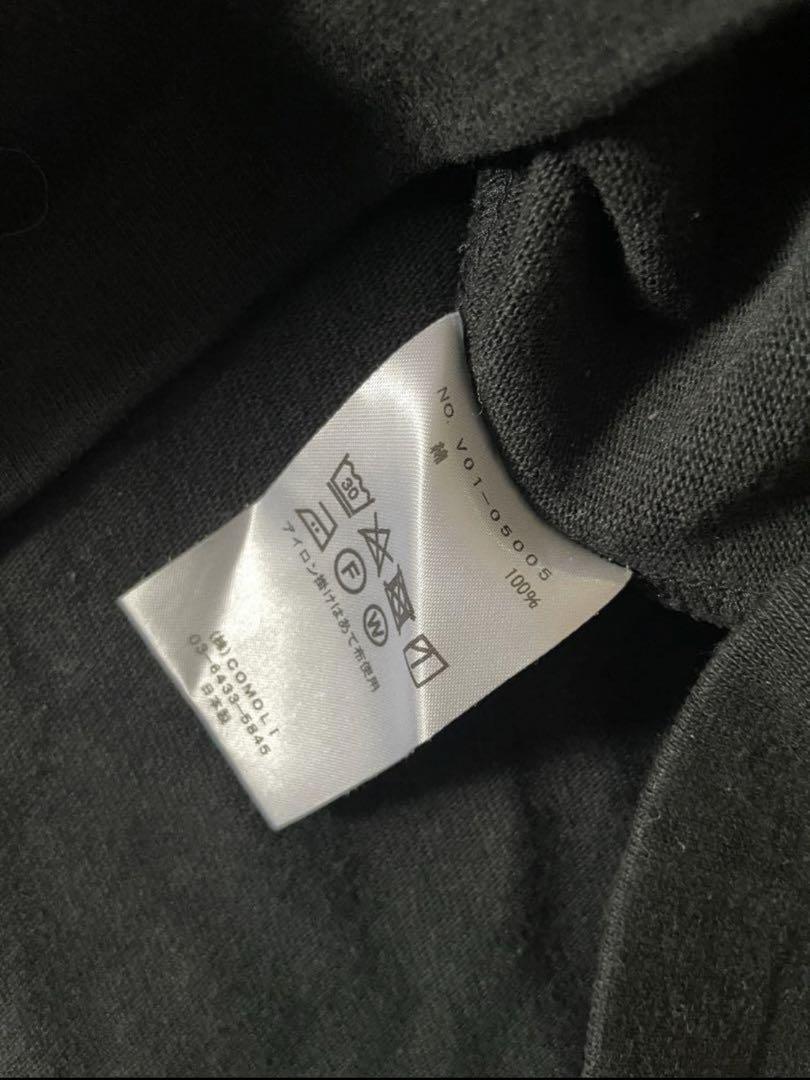 NO. V01-05005
綿 100%
30
F W
アイロン掛けはあて布使用
(株)COMOLI
03-6433-5845
日本製